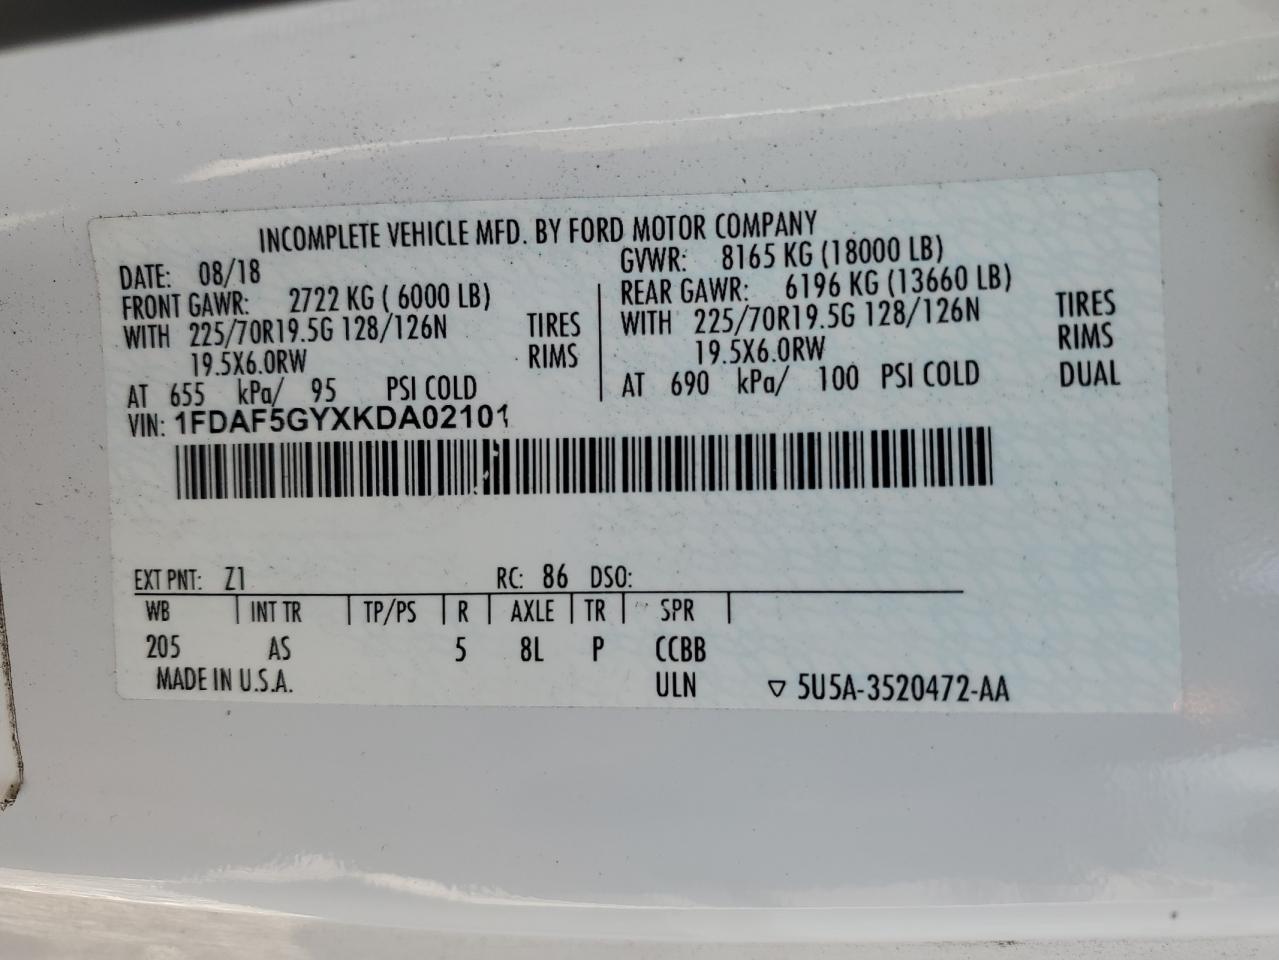 INCOMPLETE VEHICLE MFD. BY FORD MOTOR COMPANY
DATE: 08/18
GVWR: 8165 KG (18000 LB)
FRONT GAWR: 2722 KG ( 6000 LB)
REAR GAWR: 6196 KG (13660 LB)
WITH 225/70R19.5G 128/126N TIRES
WITH 225/70R19.5G 128/126N TIRES
19.5X6.0RW RIMS
19.5X6.0RW RIMS
AT 655 kPa/ 95 PSI COLD
AT 690 kPa/ 100 PSI COLD DUAL
VIN: 1FDAF5GYXKDA02101
EXT PNT: Z1 RC: 86 DSO:
WB INT TR TP/PS R AXLE TR SPR
205 AS 5 8L P CCBB
MADE IN U.S.A. ULN 5U5A-3520472-AA